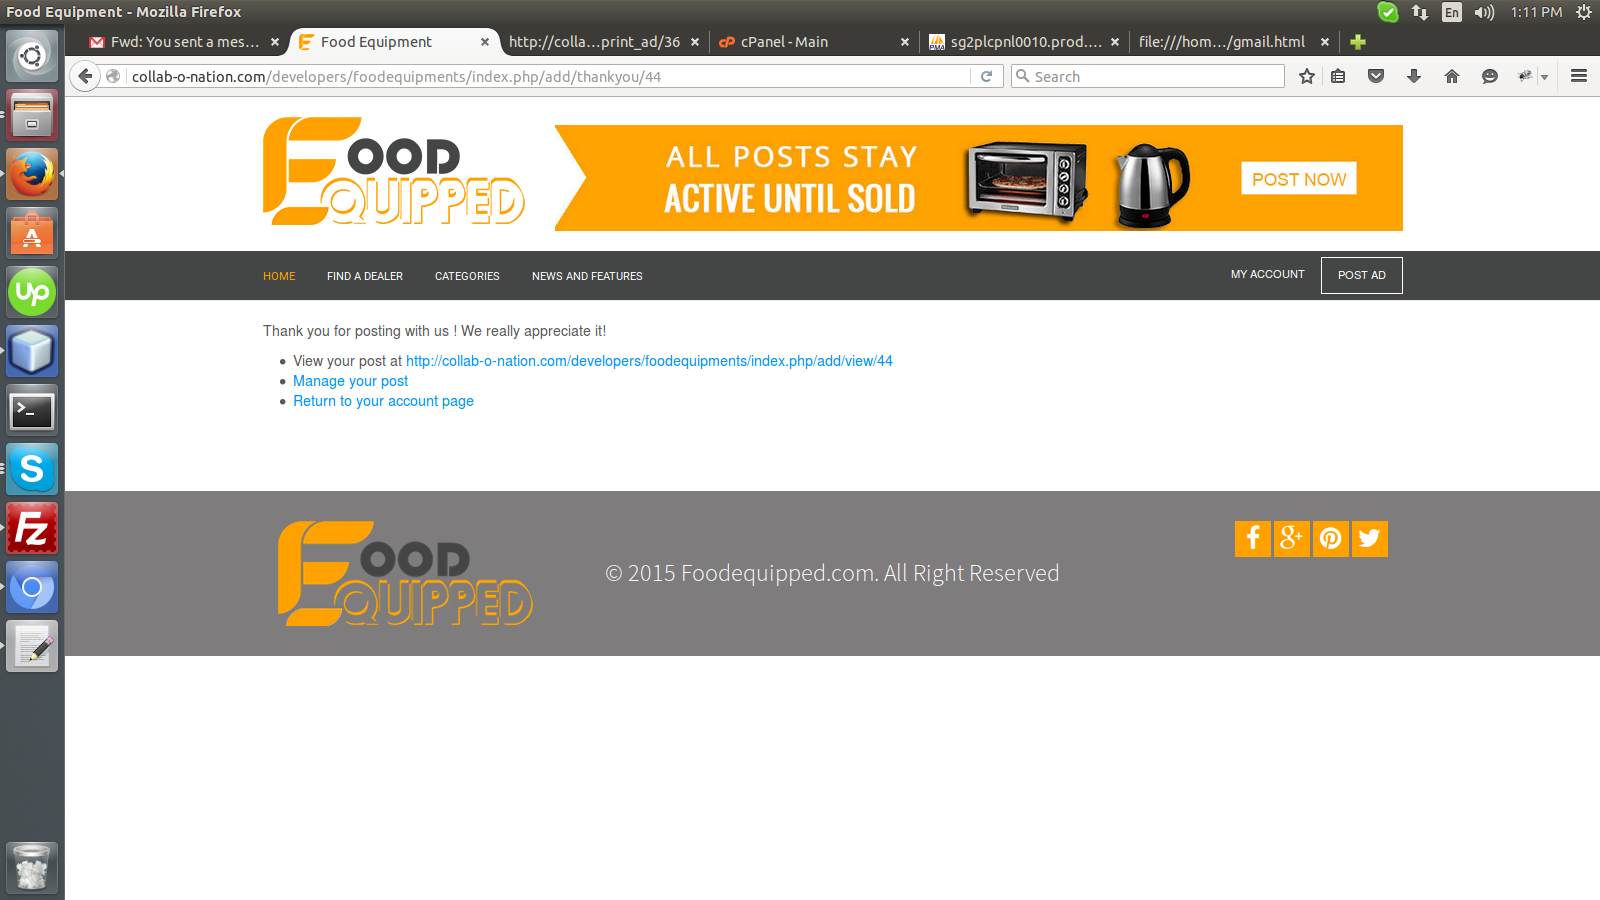 Food Equipment - Mozilla Firefox
En
1:11 PM
Fwd: You sent a mes...
Food Equipment
http://colla...print_ad/36
cPanel - Main
sg2plcpnl0010.prod....
file:///hom.../gmail.html
collab-o-nation.com/developers/foodequipments/index.php/add/thankyou/44
Search
FOOD
EQUIPPED
ALL POSTS STAY
ACTIVE UNTIL SOLD
POST NOW
HOME
FIND A DEALER
CATEGORIES
NEWS AND FEATURES
MY ACCOUNT
POST AD
Thank you for posting with us ! We really appreciate it!
View your post at http://collab-o-nation.com/developers/foodequipments/index.php/add/view/44
Manage your post
Return to your account page
FOOD
EQUIPPED
© 2015 Foodequipped.com. All Right Reserved